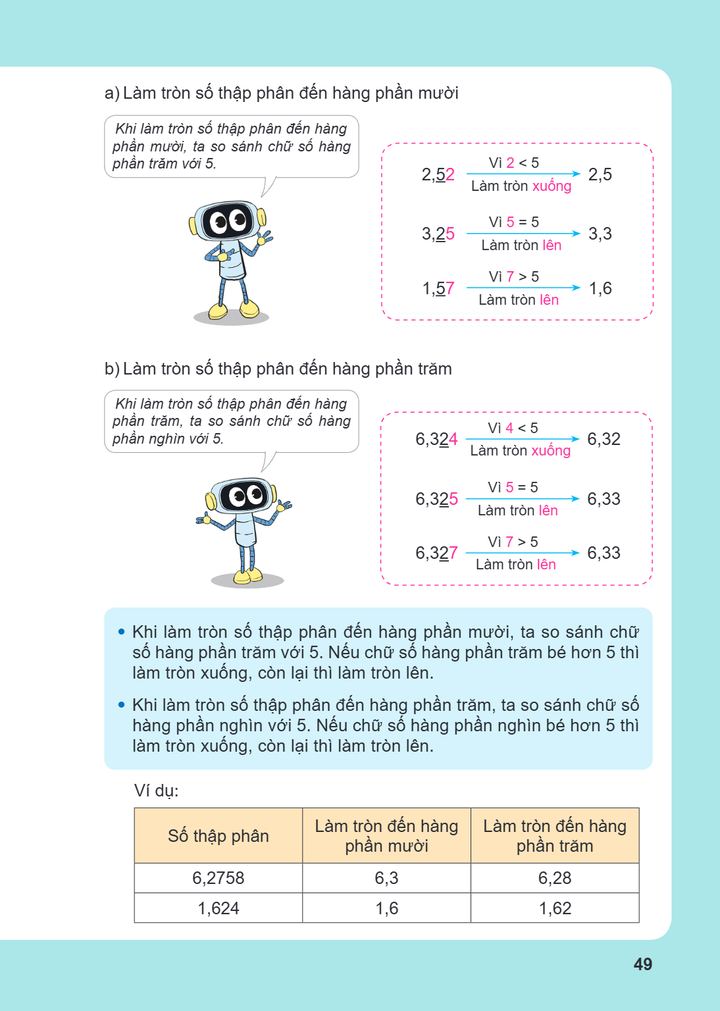 a) Làm tròn số thập phân đến hàng phần mười
Khi làm tròn số thập phân đến hàng
phần mười, ta so sánh chữ số hàng
phần trăm với 5.
Vì 2 < 5
2,52
2,5
Làm tròn xuống
Vì 5 = 5
3,25
3,3
Làm tròn lên
Vì 7 > 5
1,57
1,6
Làm tròn lên
b) Làm tròn số thập phân đến hàng phần trăm
Khi làm tròn số thập phân đến hàng
phần trăm, ta so sánh chữ số hàng
phần nghìn với 5.
Vì 4 < 5
6,324
6,32
Làm tròn xuống
Vì 5 = 5
6,325
6,33
Làm tròn lên
Vì 7 > 5
6,327
6,33
Làm tròn lên
• Khi làm tròn số thập phân đến hàng phần mười, ta so sánh chữ
số hàng phần trăm với 5. Nếu chữ số hàng phần trăm bé hơn 5 thì
làm tròn xuống, còn lại thì làm tròn lên.
• Khi làm tròn số thập phân đến hàng phần trăm, ta so sánh chữ số
hàng phần nghìn với 5. Nếu chữ số hàng phần nghìn bé hơn 5 thì
làm tròn xuống, còn lại thì làm tròn lên.
Ví dụ:
Số thập phân
Làm tròn đến hàng
phần mười
Làm tròn đến hàng
phần trăm
6,2758
6,3
6,28
1,624
1,6
1,62
49